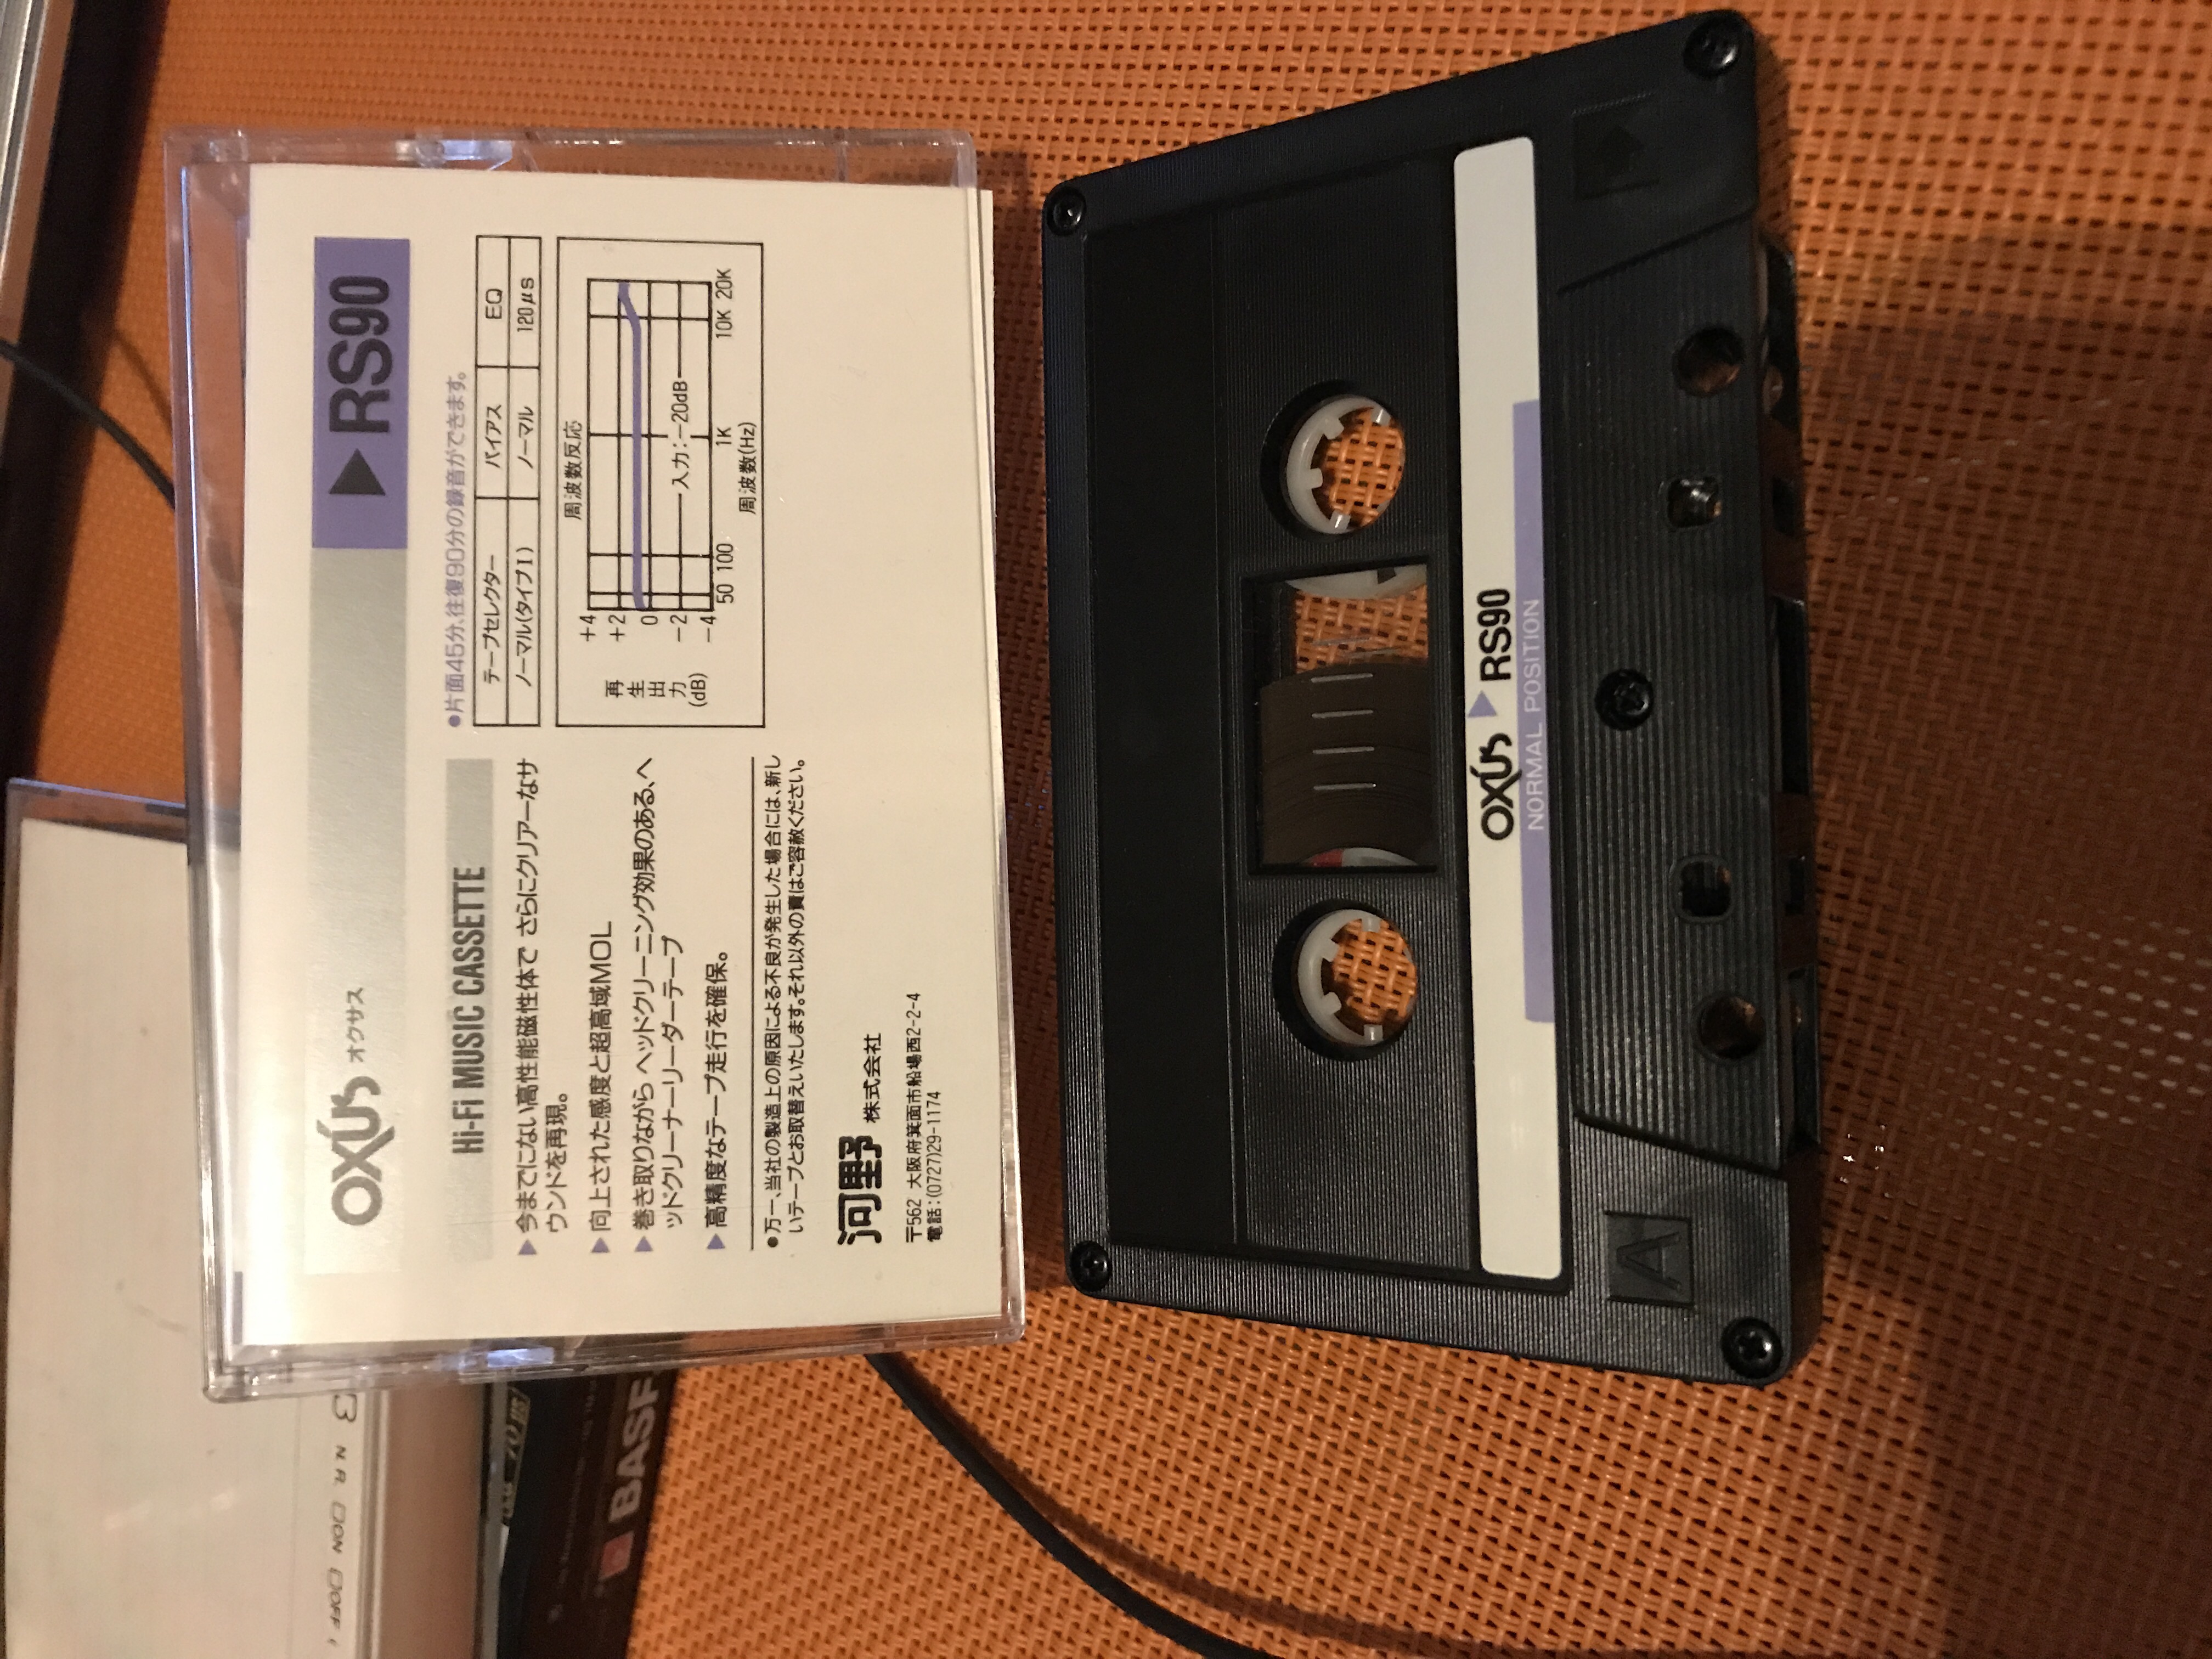 OXUS オクサス
▶RS90
Hi-Fi MUSIC CASSETTE
▶今までにない高性能磁性体で さらにクリアーなサ
ウンドを再現。
▶向上された感度と超高域MOL
▶巻き取りながら ヘッドクリーニング効果のある、ヘ
ッドクリーナーリーダーテープ
▶高精度なテープ走行を確保。
●万一、当社の製造上の原因による不良が発生した場合には、新し
いテープとお取替えいたします。それ以外の責はご容赦ください。
河野 株式会社
〒562 大阪府箕面市船場西2-2-4
電話:(0727)29-1174
●片面45分、往復90分の録音ができます。
テープセレクター バイアス EQ
ノーマル(タイプI) ノーマル 120μs
周波数反応
再生出力(dB)
+4
+2
0
-2
-4
入力:-20dB
50 100 1K 10K 20K
周波数(Hz)
OXUS ▶RS90
NORMAL POSITION
A
BASF
N.R. ON OFF